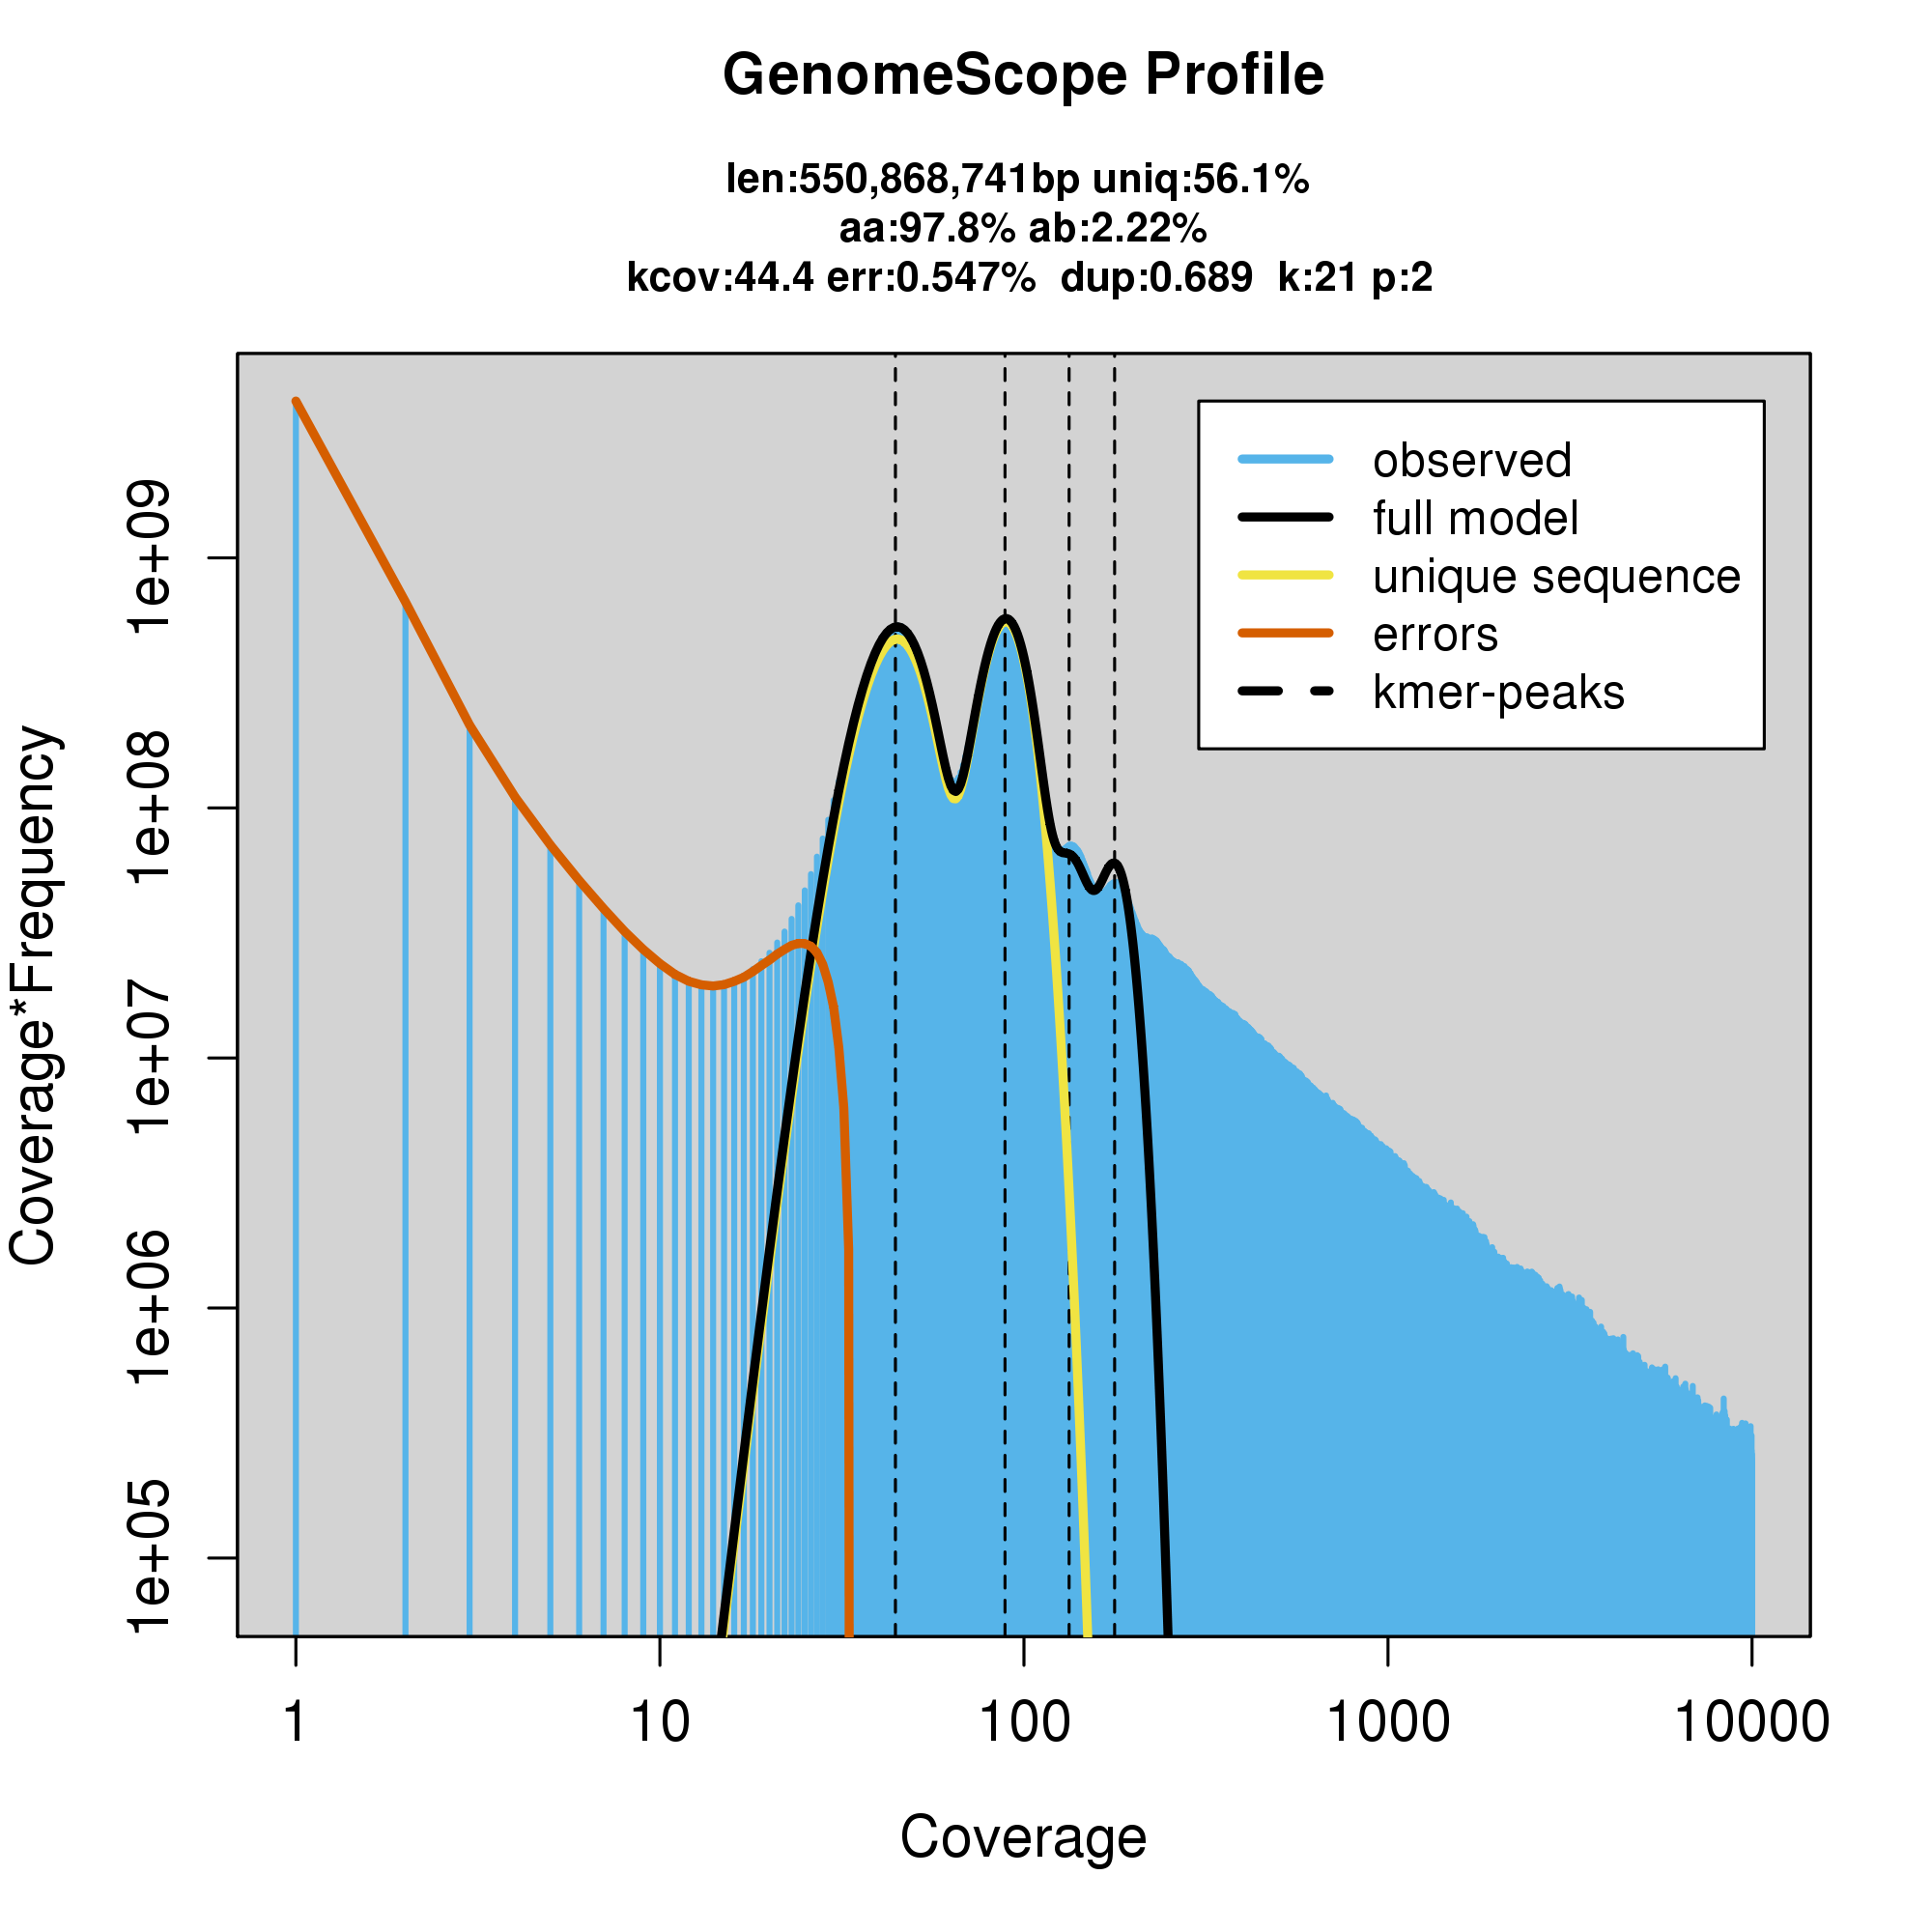 GenomeScope Profile
len:550,868,741bp uniq:56.1%
aa:97.8% ab:2.22%
kcov:44.4 err:0.547%  dup:0.689  k:21 p:2
observed
full model
unique sequence
errors
kmer-peaks
Coverage*Frequency
1e+09
1e+08
1e+07
1e+06
1e+05
1
10
100
1000
10000
Coverage